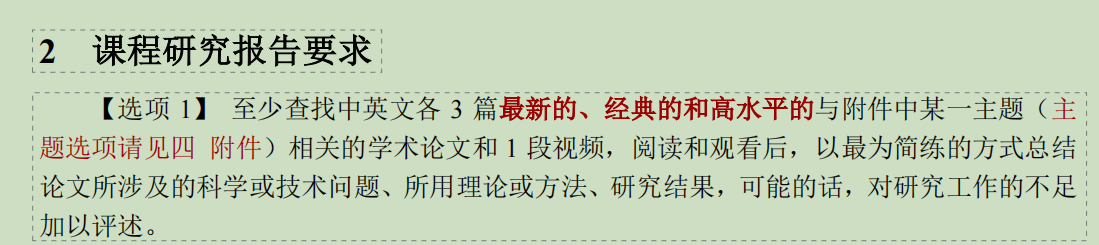 2 课程研究报告要求
【选项 1】 至少查找中英文各 3 篇最新的、经典的和高水平的与附件中某一主题（主
题选项请见四 附件）相关的学术论文和 1 段视频，阅读和观看后，以最为简练的方式总结
论文所涉及的科学或技术问题、所用理论或方法、研究结果，可能的话，对研究工作的不足
加以评述。